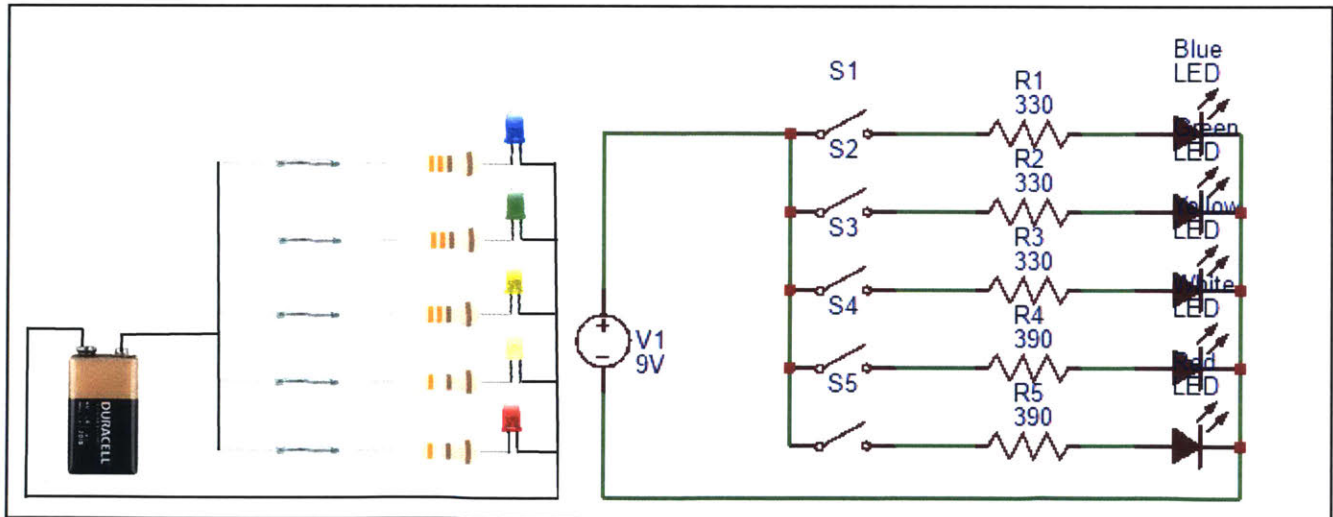 DURACELL
S1
S2
S3
S4
S5
R1
330
R2
330
R3
330
R4
390
R5
390
Blue
LED
Green
LED
Yellow
LED
White
LED
Red
LED
+
−
V1
9V